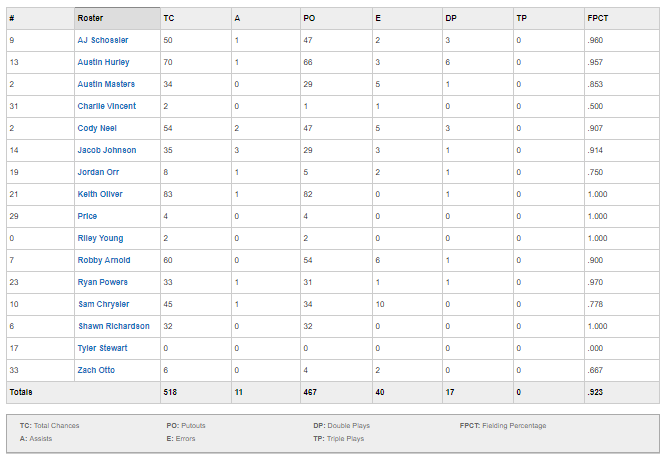 # Roster TC A PO E DP TP FPCT
9 AJ Schossler 50 1 47 2 3 0 .960
13 Austin Hurley 70 1 66 3 6 0 .957
2 Austin Masters 34 0 29 5 1 0 .853
31 Charlie Vincent 2 0 1 1 0 0 .500
2 Cody Neel 54 2 47 5 3 0 .907
14 Jacob Johnson 35 3 29 3 1 0 .914
19 Jordan Orr 8 1 5 2 1 0 .750
21 Keith Oliver 83 1 82 0 1 0 1.000
29 Price 4 0 4 0 0 0 1.000
0 Riley Young 2 0 2 0 0 0 1.000
7 Robby Arnold 60 0 54 6 1 0 .900
23 Ryan Powers 33 1 31 1 1 0 .970
10 Sam Chrysler 45 1 34 10 0 0 .778
6 Shawn Richardson 32 0 32 0 0 0 1.000
17 Tyler Stewart 0 0 0 0 0 0 .000
33 Zach Otto 6 0 4 2 0 0 .667
Totals 518 11 467 40 17 0 .923
TC: Total Chances PO: Putouts DP: Double Plays FPCT: Fielding Percentage
A: Assists E: Errors TP: Triple Plays